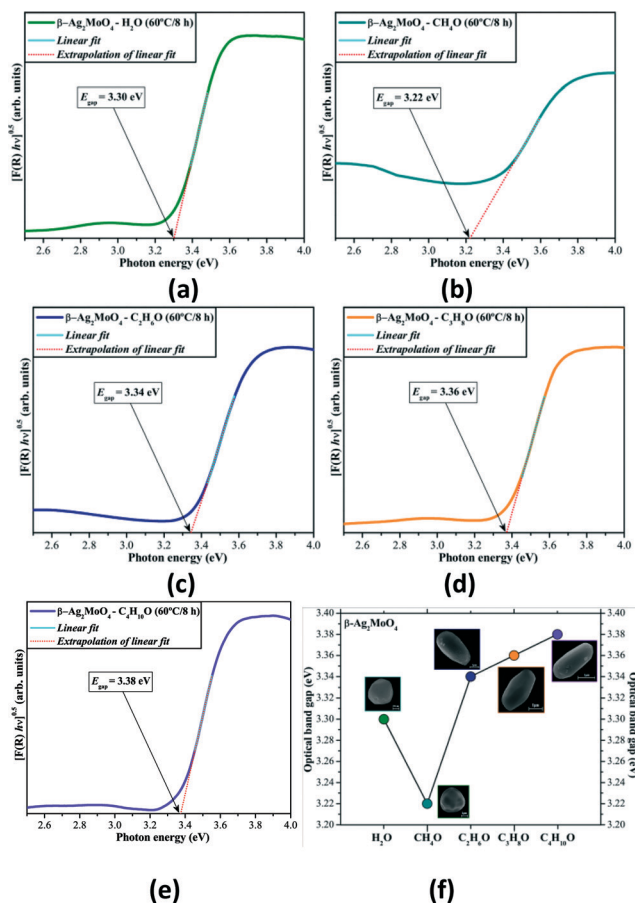 β–Ag₂MoO₄ - H₂O (60ºC/8 h)
Linear fit
Extrapolation of linear fit
E_gap = 3.30 eV
[F(R) hν]^0.5 (arb. units)
2.6 2.8 3.0 3.2 3.4 3.6 3.8 4.0
Photon energy (eV)
(a)
β–Ag₂MoO₄ - CH₄O (60ºC/8 h)
Linear fit
Extrapolation of linear fit
E_gap = 3.22 eV
[F(R) hν]^0.5 (arb. units)
2.6 2.8 3.0 3.2 3.4 3.6 3.8 4.0
Photon energy (eV)
(b)
β–Ag₂MoO₄ - C₂H₆O (60ºC/8 h)
Linear fit
Extrapolation of linear fit
E_gap = 3.34 eV
[F(R) hν]^0.5 (arb. units)
2.6 2.8 3.0 3.2 3.4 3.6 3.8 4.0
Photon energy (eV)
(c)
β–Ag₂MoO₄ - C₃H₈O (60ºC/8 h)
Linear fit
Extrapolation of linear fit
E_gap = 3.36 eV
[F(R) hν]^0.5 (arb. units)
2.6 2.8 3.0 3.2 3.4 3.6 3.8 4.0
Photon energy (eV)
(d)
β–Ag₂MoO₄ - C₄H₁₀O (60ºC/8 h)
Linear fit
Extrapolation of linear fit
E_gap = 3.38 eV
[F(R) hν]^0.5 (arb. units)
2.6 2.8 3.0 3.2 3.4 3.6 3.8 4.0
Photon energy (eV)
(e)
β-Ag₂MoO₄
Optical band gap (eV)
3.40 3.40
3.38 3.38
3.36 3.36
3.34 3.34
3.32 3.32
3.30 3.30
3.28 3.28
3.26 3.26
3.24 3.24
3.22 3.22
3.20 3.20
Optical band gap (eV)
H₂O CH₄O C₂H₆O C₃H₈O C₄H₁₀O
(f)